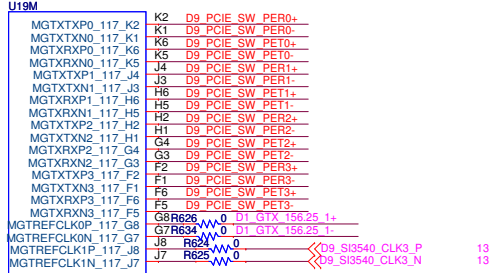 U19M
MGTXTXP0_117_K2 K2 D9_PCIE_SW_PER0+
MGTXTXN0_117_K1 K1 D9_PCIE_SW_PER0-
MGTXRXP0_117_K6 K6 D9_PCIE_SW_PET0+
MGTXRXN0_117_K5 K5 D9_PCIE_SW_PET0-
MGTXTXP1_117_J4 J4 D9_PCIE_SW_PER1+
MGTXTXN1_117_J3 J3 D9_PCIE_SW_PER1-
MGTXRXP1_117_H6 H6 D9_PCIE_SW_PET1+
MGTXRXN1_117_H5 H5 D9_PCIE_SW_PET1-
MGTXTXP2_117_H2 H2 D9_PCIE_SW_PER2+
MGTXTXN2_117_H1 H1 D9_PCIE_SW_PER2-
MGTXRXP2_117_G4 G4 D9_PCIE_SW_PET2+
MGTXRXN2_117_G3 G3 D9_PCIE_SW_PET2-
MGTXTXP3_117_F2 F2 D9_PCIE_SW_PER3+
MGTXTXN3_117_F1 F1 D9_PCIE_SW_PER3-
MGTXRXP3_117_F6 F6 D9_PCIE_SW_PET3+
MGTXRXN3_117_F5 F5 D9_PCIE_SW_PET3-
MGTREFCLK0P_117_G8 G8 R626 0 D1_GTX_156.25_1+
MGTREFCLK0N_117_G7 G7 R634 0 D1_GTX_156.25_1-
MGTREFCLK1P_117_J8 J8 R624 0 D9_SI3540_CLK3_P 13
MGTREFCLK1N_117_J7 J7 R625 0 D9_SI3540_CLK3_N 13